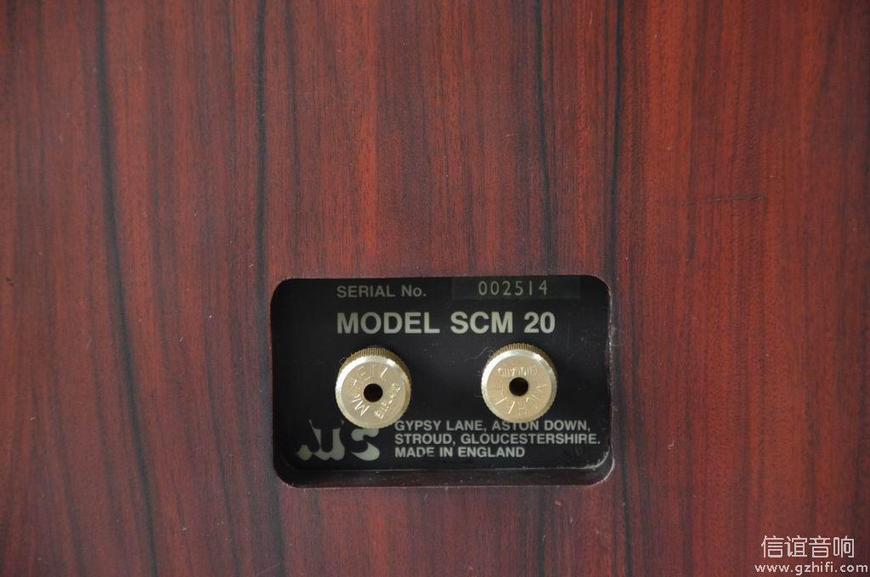 SERIAL No. 002514
MODEL SCM 20
GYPSY LANE, ASTON DOWN,
STROUD, GLOUCESTERSHIRE.
MADE IN ENGLAND
信谊音响
www.gzhifi.com